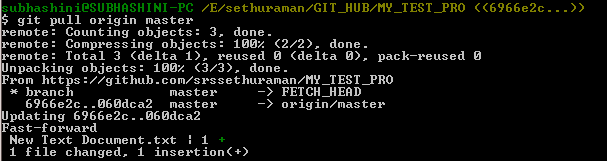 subhashini@SUBHASHINI-PC /E/sethuraman/GIT_HUB/MY_TEST_PRO ((6966e2c...))
$ git pull origin master
remote: Counting objects: 3, done.
remote: Compressing objects: 100% (2/2), done.
remote: Total 3 (delta 1), reused 0 (delta 0), pack-reused 0
Unpacking objects: 100% (3/3), done.
From https://github.com/srssethuraman/MY_TEST_PRO
 * branch            master     -> FETCH_HEAD
   6966e2c..060dca2  master     -> origin/master
Updating 6966e2c..060dca2
Fast-forward
 New Text Document.txt | 1 +
 1 file changed, 1 insertion(+)